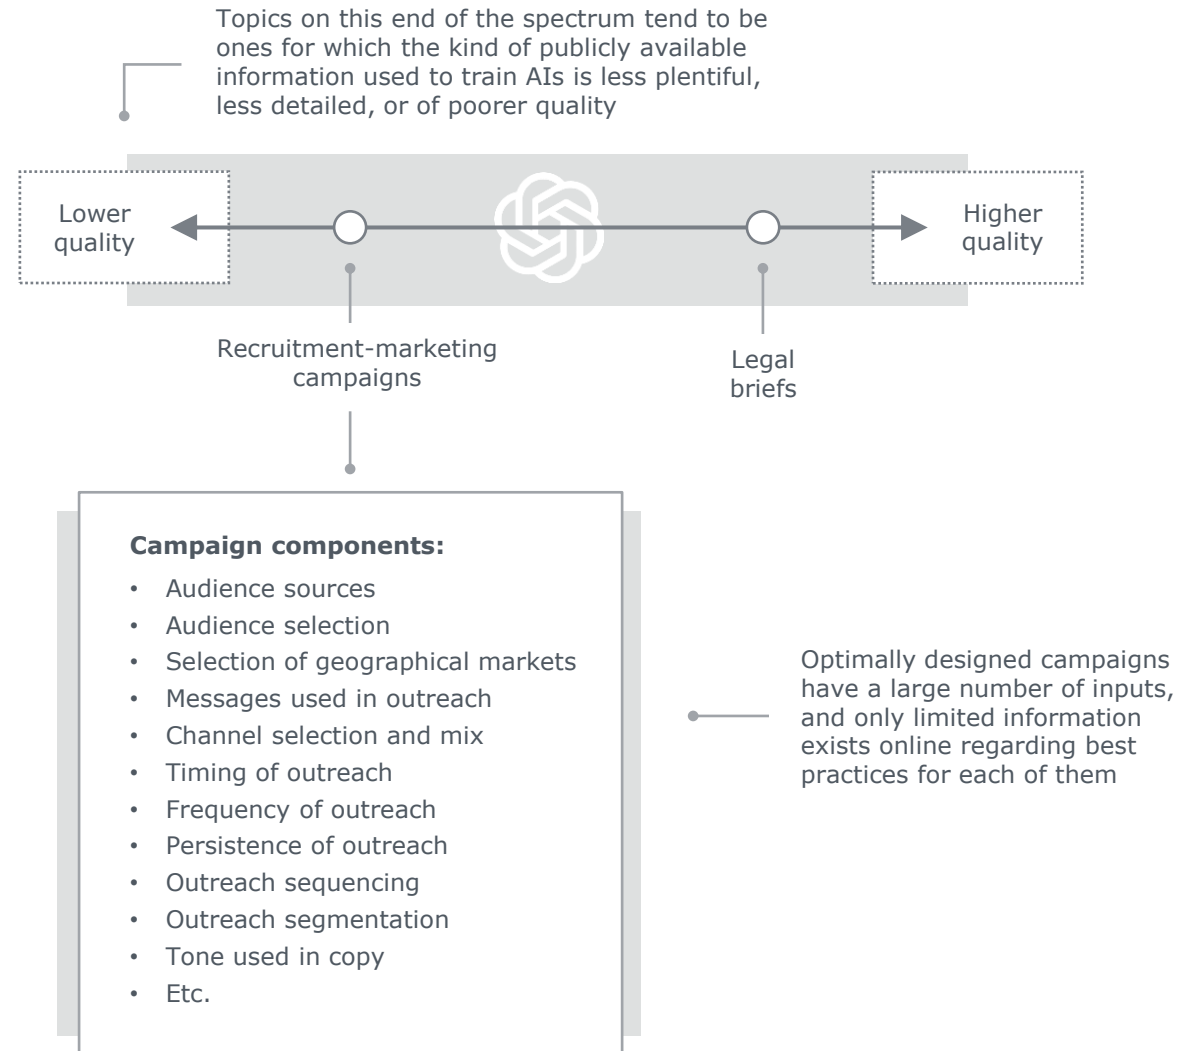 Topics on this end of the spectrum tend to be
ones for which the kind of publicly available
information used to train AIs is less plentiful,
less detailed, or of poorer quality
Lower
quality
Higher
quality
Recruitment-marketing
campaigns
Legal
briefs
Campaign components:
• Audience sources
• Audience selection
• Selection of geographical markets
• Messages used in outreach
• Channel selection and mix
• Timing of outreach
• Frequency of outreach
• Persistence of outreach
• Outreach sequencing
• Outreach segmentation
• Tone used in copy
• Etc.
Optimally designed campaigns
have a large number of inputs,
and only limited information
exists online regarding best
practices for each of them